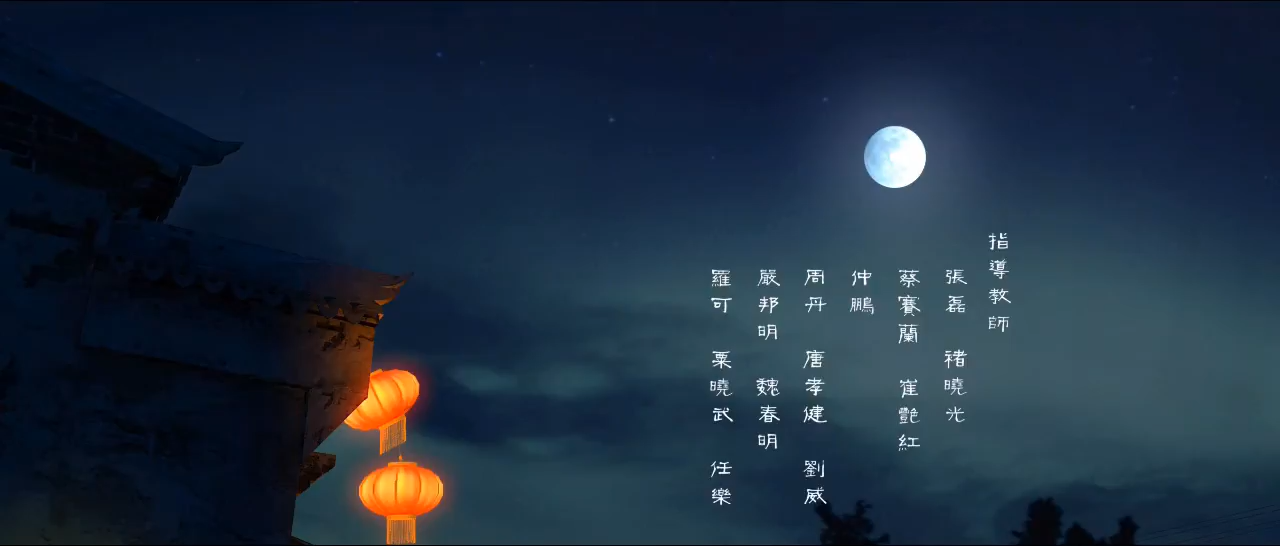 指導教師
張磊 褚曉光
蔡賽蘭 崔艷紅
仲鵬
周丹 唐孝健 劉威
嚴邦明 魏春明
羅可 栗曉武 任樂